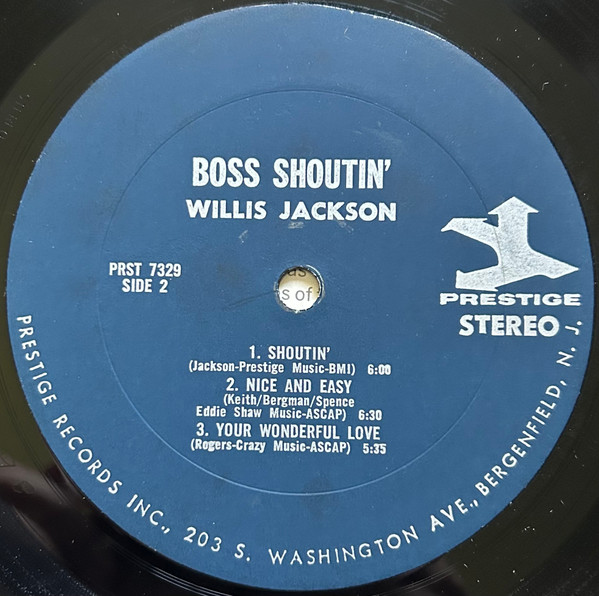 BOSS SHOUTIN'
WILLIS JACKSON
PRST 7329
SIDE 2
s of
PRESTIGE
STEREO
1. SHOUTIN'
(Jackson-Prestige Music-BMI) 6:00
2. NICE AND EASY
(Keith/Bergman/Spence
Eddie Shaw Music-ASCAP) 6:30
3. YOUR WONDERFUL LOVE
(Rogers-Crazy Music-ASCAP) 5:35
PRESTIGE RECORDS INC., 203 S. WASHINGTON AVE., BERGENFIELD, N. J.